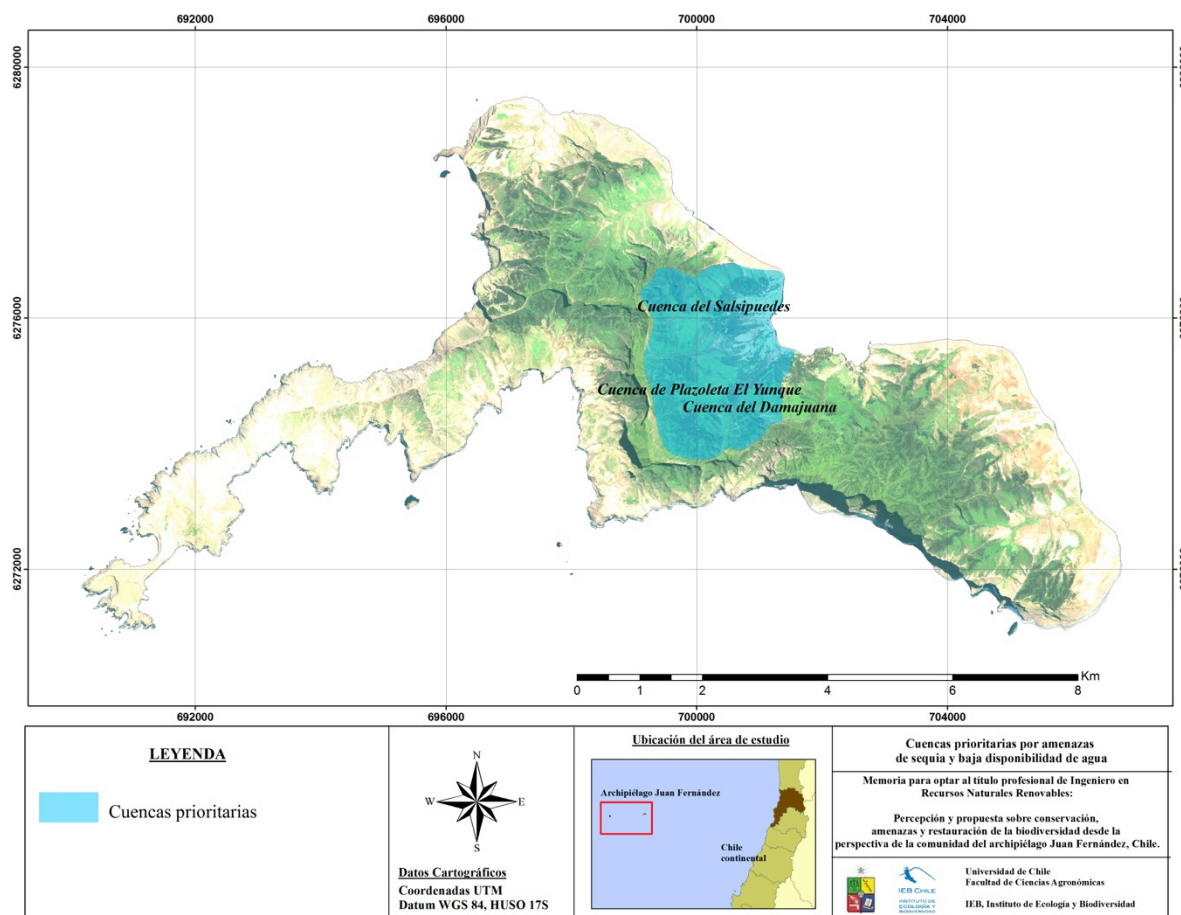 692000
696000
700000
704000
6280000
6276000
Cuenca del Salsipuedes
Cuenca de Plazoleta El Yunque
Cuenca del Damajuana
6272000
Km
0 1 2 4 6 8
692000
696000
700000
704000
LEYENDA
Cuencas prioritarias
N
W
E
S
Datos Cartográficos
Coordenadas UTM
Datum WGS 84, HUSO 17S
Ubicación del área de estudio
Archipiélago Juan Fernández
Chile
continental
Cuencas prioritarias por amenazas
de sequia y baja disponibilidad de agua
Memoria para optar al título profesional de Ingeniero en
Recursos Naturales Renovables:
Percepción y propuesta sobre conservación,
amenazas y restauración de la biodiversidad desde la
perspectiva de la comunidad del archipiélago Juan Fernández, Chile.
IEB CHILE
INSTITUTO DE
ECOLOGÍA Y
BIODIVERSIDAD
Universidad de Chile
Facultad de Ciencias Agronómicas
IEB, Instituto de Ecología y Biodiversidad